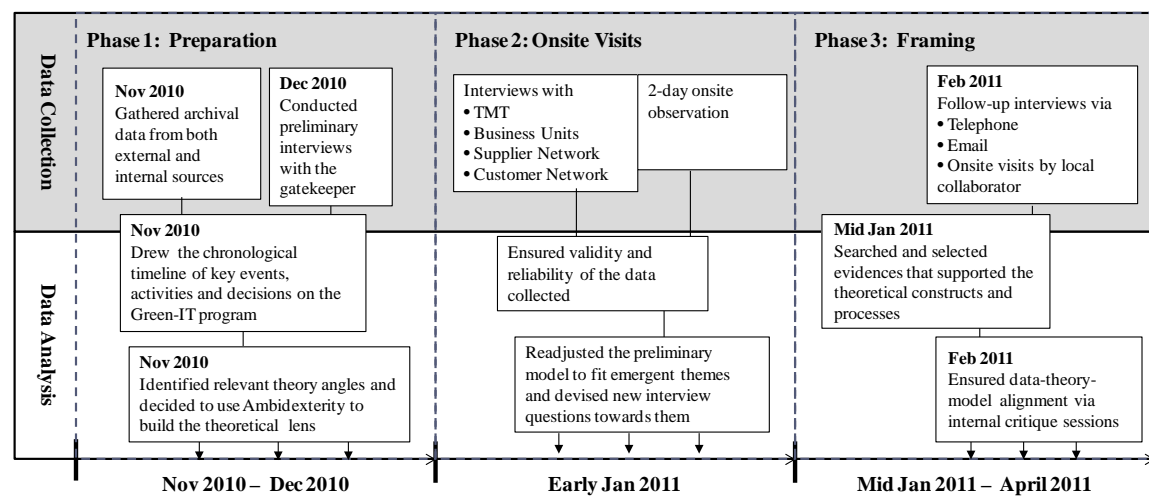 Data Collection
Phase 1: Preparation
Nov 2010
Gathered archival
data from both
external and
internal sources
Dec 2010
Conducted
preliminary
interviews
with the
gatekeeper
Phase 2: Onsite Visits
Interviews with
• TMT
• Business Units
• Supplier Network
• Customer Network
2-day onsite
observation
Phase 3: Framing
Feb 2011
Follow-up interviews via
• Telephone
• Email
• Onsite visits by local
collaborator
Data Analysis
Nov 2010
Drew the chronological
timeline of key events,
activities and decisions on the
Green-IT program
Nov 2010
Identified relevant theory angles and
decided to use Ambidexterity to
build the theoretical lens
Ensured validity and
reliability of the data
collected
Readjusted the preliminary
model to fit emergent themes
and devised new interview
questions towards them
Mid Jan 2011
Searched and selected
evidences that supported the
theoretical constructs and
processes
Feb 2011
Ensured data-theory-
model alignment via
internal critique sessions
Nov 2010 – Dec 2010
Early Jan 2011
Mid Jan 2011 – April 2011